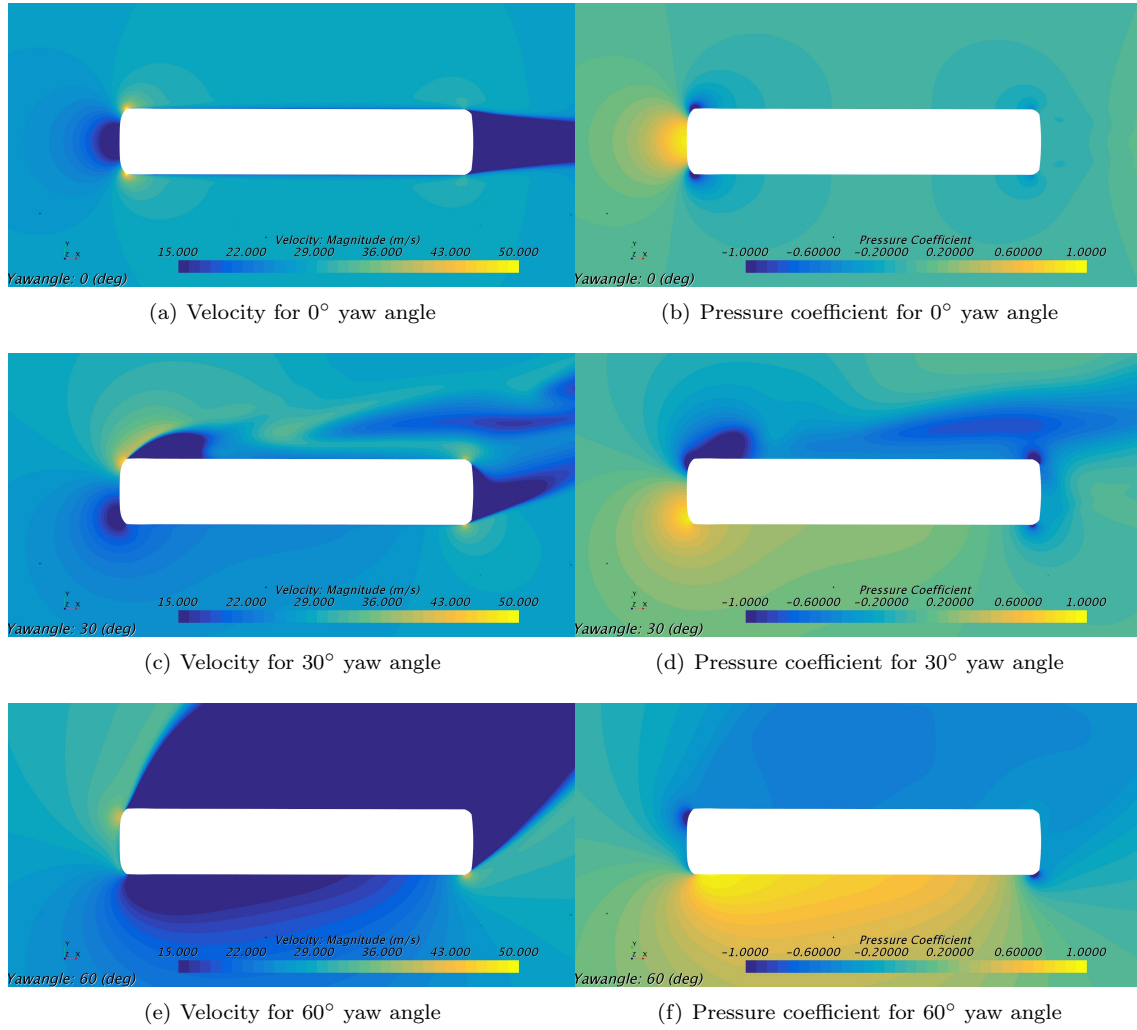 Velocity: Magnitude (m/s)
15.000 22.000 29.000 36.000 43.000 50.000
Y
Z X
Yawangle: 0 (deg)
Pressure Coefficient
-1.0000 -0.60000 -0.20000 0.20000 0.60000 1.0000
Y
Z X
Yawangle: 0 (deg)
(a) Velocity for 0° yaw angle
(b) Pressure coefficient for 0° yaw angle
Velocity: Magnitude (m/s)
15.000 22.000 29.000 36.000 43.000 50.000
Y
Z X
Yawangle: 30 (deg)
Pressure Coefficient
-1.0000 -0.60000 -0.20000 0.20000 0.60000 1.0000
Y
Z X
Yawangle: 30 (deg)
(c) Velocity for 30° yaw angle
(d) Pressure coefficient for 30° yaw angle
Velocity: Magnitude (m/s)
15.000 22.000 29.000 36.000 43.000 50.000
Y
Z X
Yawangle: 60 (deg)
Pressure Coefficient
-1.0000 -0.60000 -0.20000 0.20000 0.60000 1.0000
Y
Z X
Yawangle: 60 (deg)
(e) Velocity for 60° yaw angle
(f) Pressure coefficient for 60° yaw angle